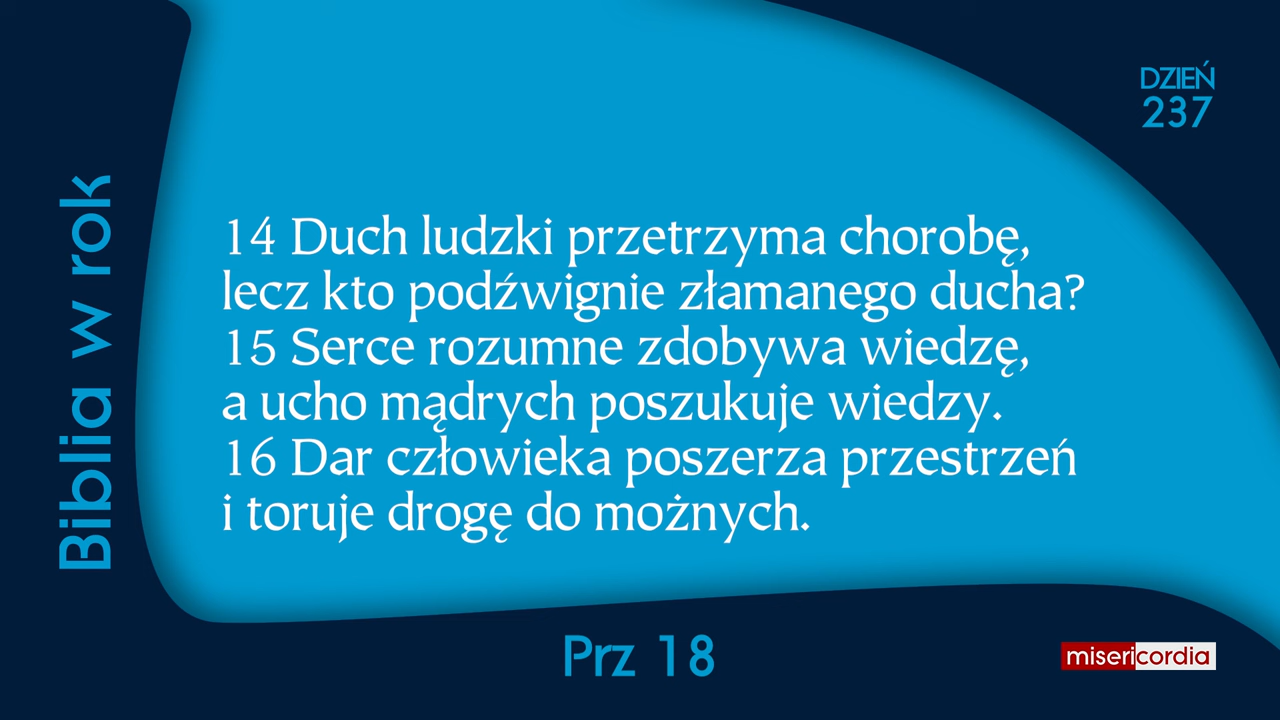 DZIEŃ
237
Biblia w rok
14 Duch ludzki przetrzyma chorobę,
lecz kto podźwignie złamanego ducha?
15 Serce rozumne zdobywa wiedzę,
a ucho mądrych poszukuje wiedzy.
16 Dar człowieka poszerza przestrzeń
i toruje drogę do możnych.
Prz 18
misericordia